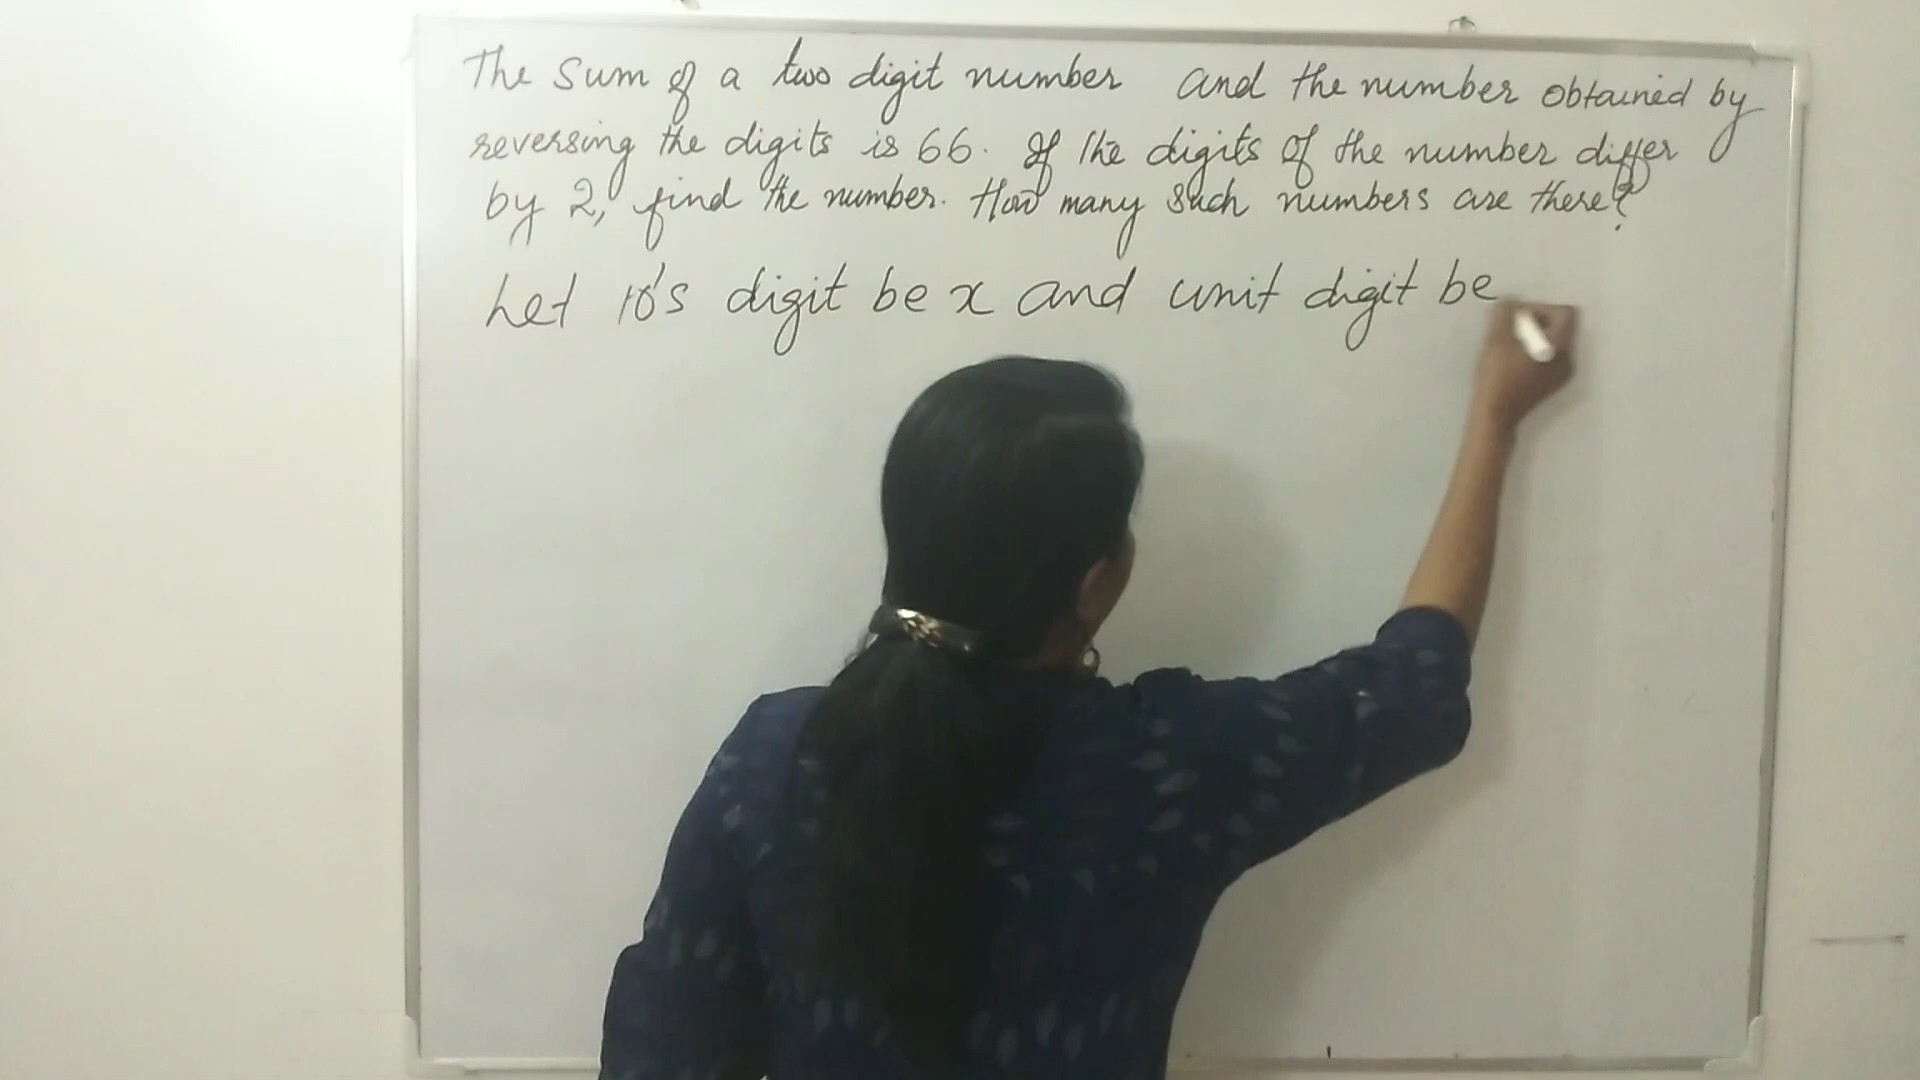 The sum of a two digit number and the number obtained by
reversing the digits is 66. If the digits of the number differ
by 2, find the number. How many such numbers are there?
Let 10's digit be x and unit digit be